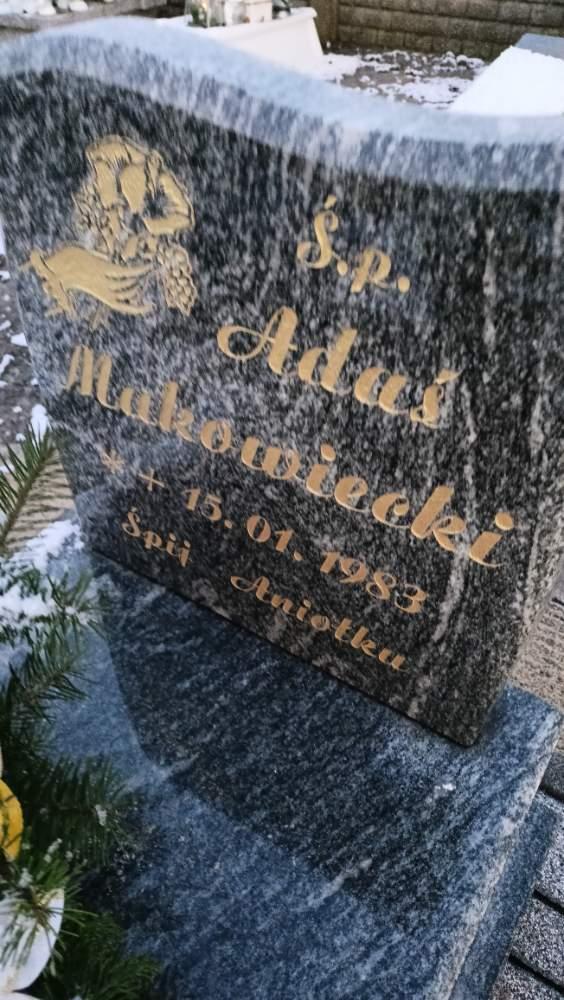 Ś.p.
Adaś
Makowiecki
* + 15. 01. 1983
Śpij Aniołku